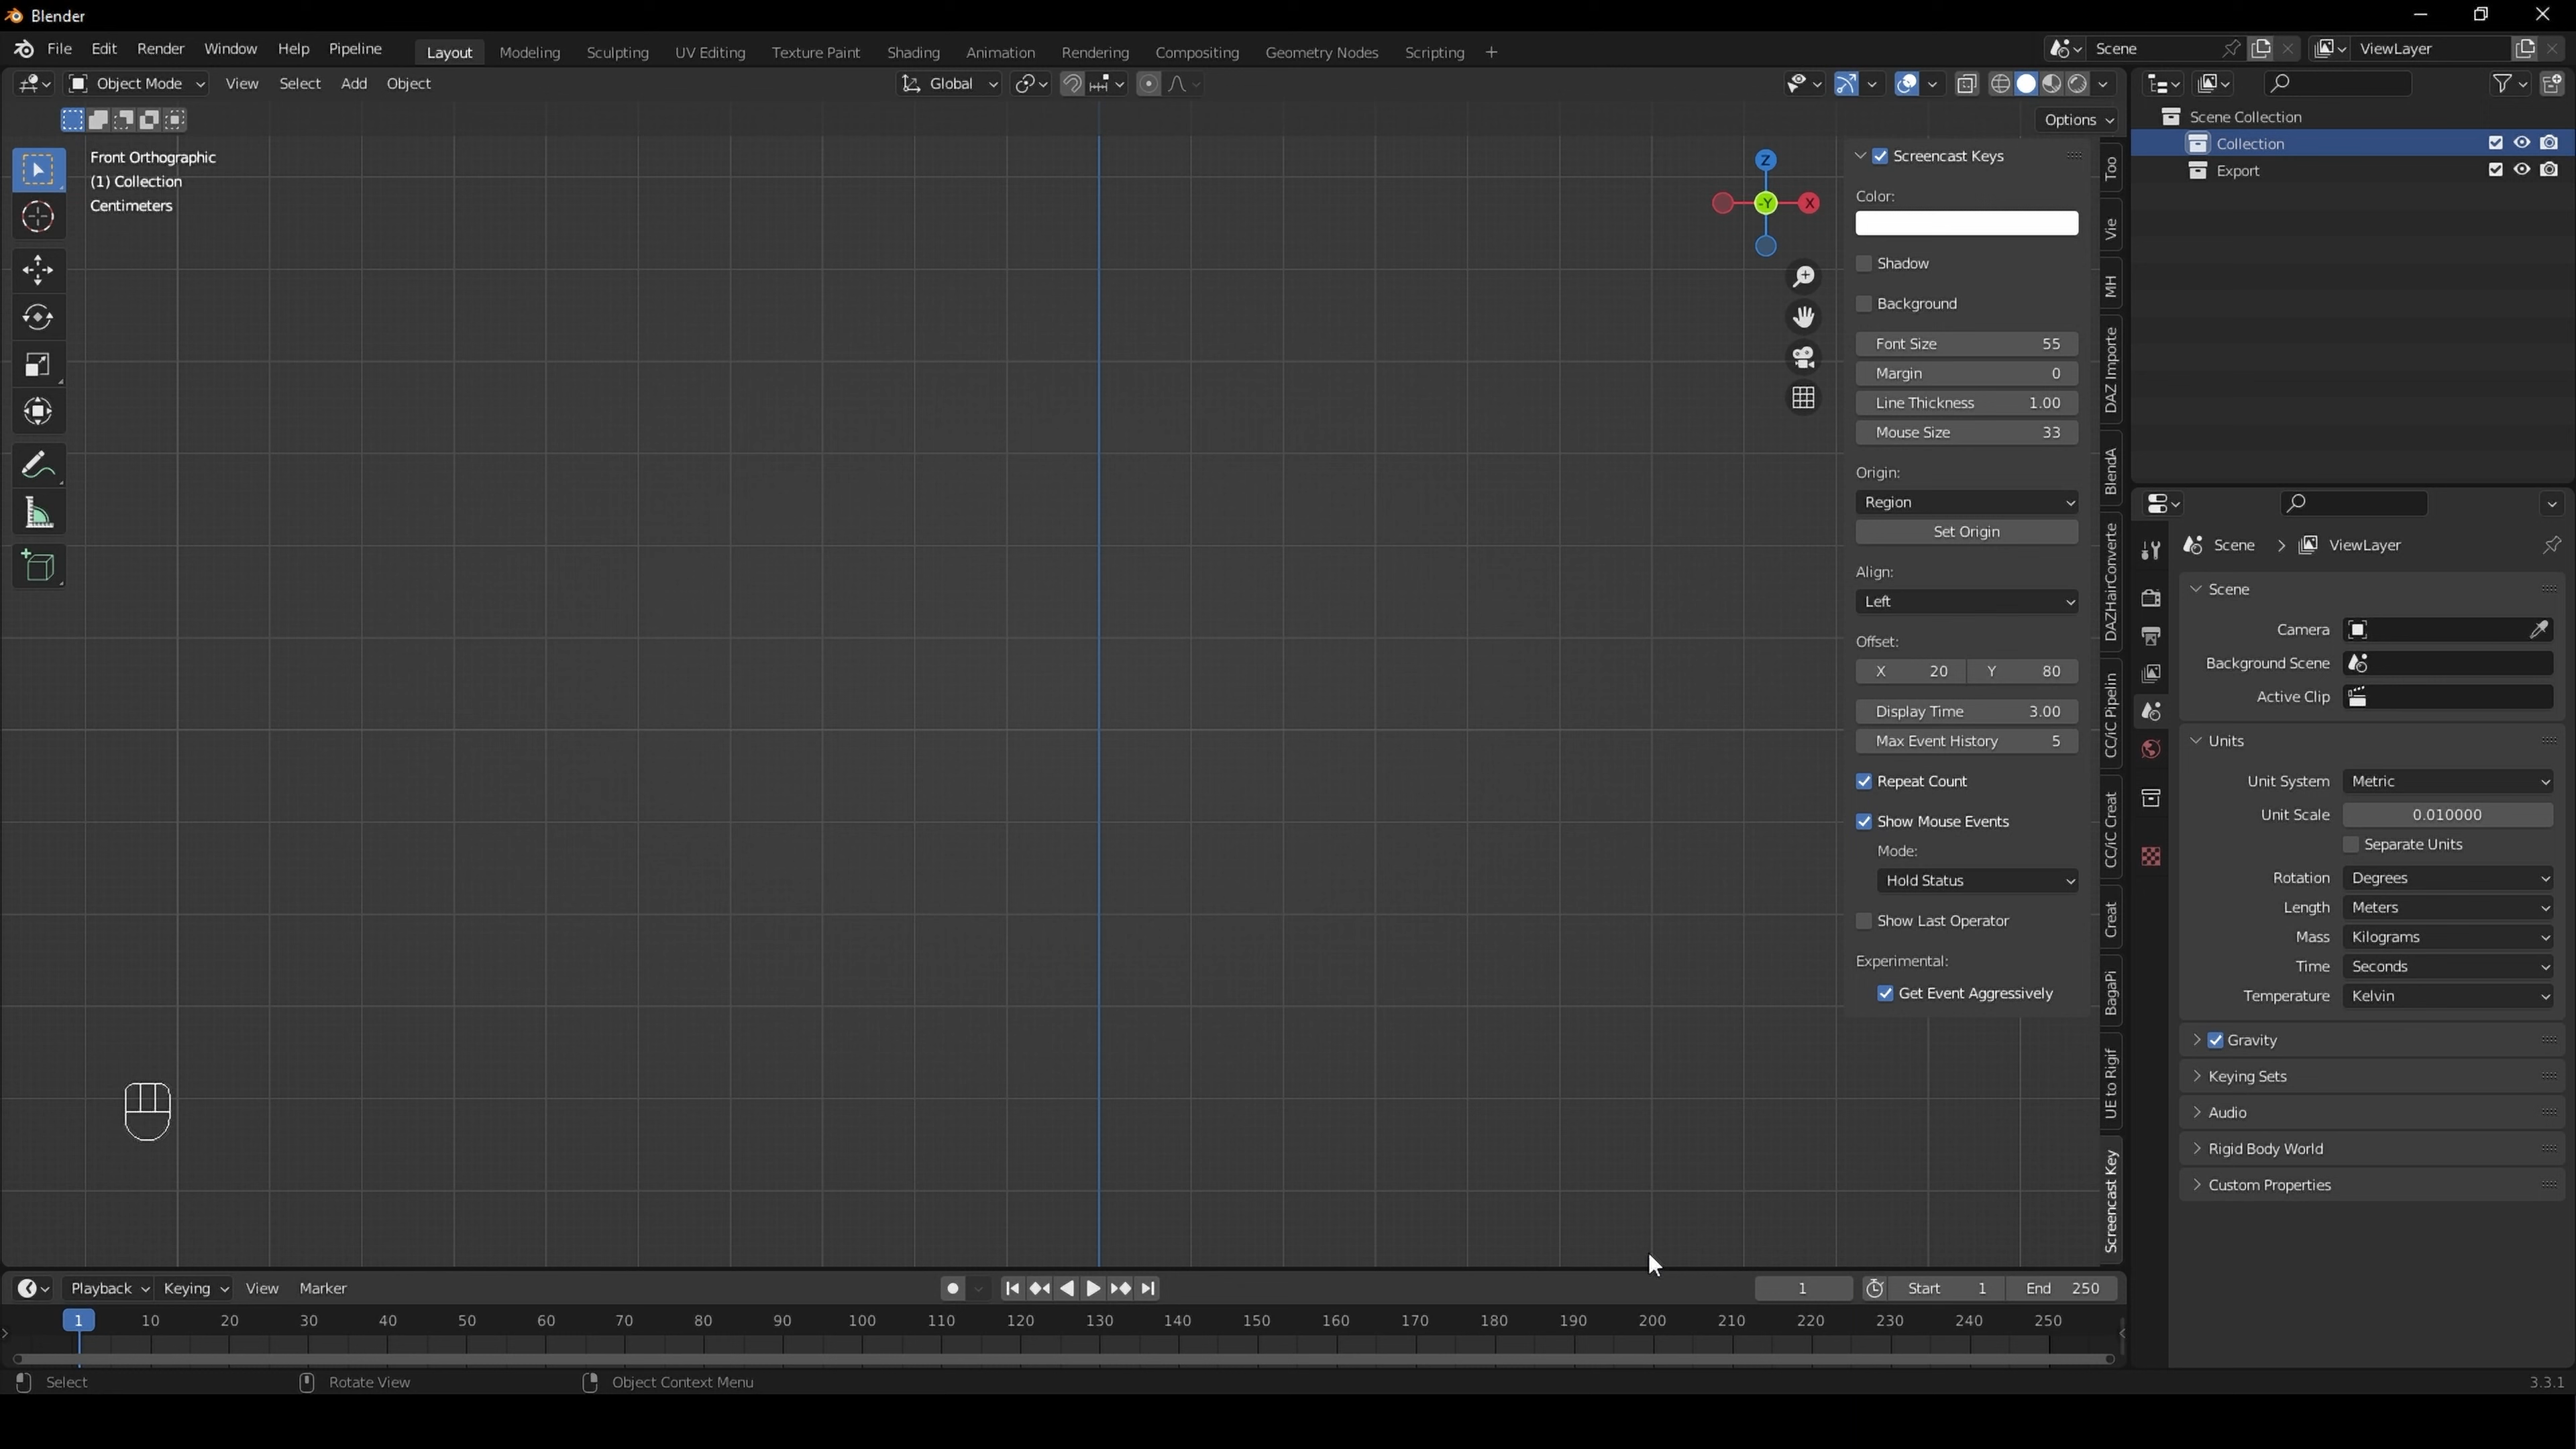 Blender
File Edit Render Window Help Pipeline Layout Modeling Sculpting UV Editing Texture Paint Shading Animation Rendering Compositing Geometry Nodes Scripting + Scene ViewLayer
Object Mode View Select Add Object Global
Options
Front Orthographic
(1) Collection
Centimeters
Z
-Y X
Screencast Keys
Color:
Shadow
Background
Font Size 55
Margin 0
Line Thickness 1.00
Mouse Size 33
Origin:
Region
Set Origin
Align:
Left
Offset:
X 20 Y 80
Display Time 3.00
Max Event History 5
Repeat Count
Show Mouse Events
Mode:
Hold Status
Show Last Operator
Experimental:
Get Event Aggressively
Too
Vie
MH
DAZ Importe
BlendA
DAZHairConverte
CC/iC Pipelin
CC/iC Creat
Creat
BagaPi
UE to Rigif
Screencast Key
Scene Collection
Collection
Export
Scene > ViewLayer
Scene
Camera
Background Scene
Active Clip
Units
Unit System Metric
Unit Scale 0.010000
Separate Units
Rotation Degrees
Length Meters
Mass Kilograms
Time Seconds
Temperature Kelvin
Gravity
Keying Sets
Audio
Rigid Body World
Custom Properties
Playback Keying View Marker 1 Start 1 End 250
1 10 20 30 40 50 60 70 80 90 100 110 120 130 140 150 160 170 180 190 200 210 220 230 240 250
Select Rotate View Object Context Menu 3.3.1